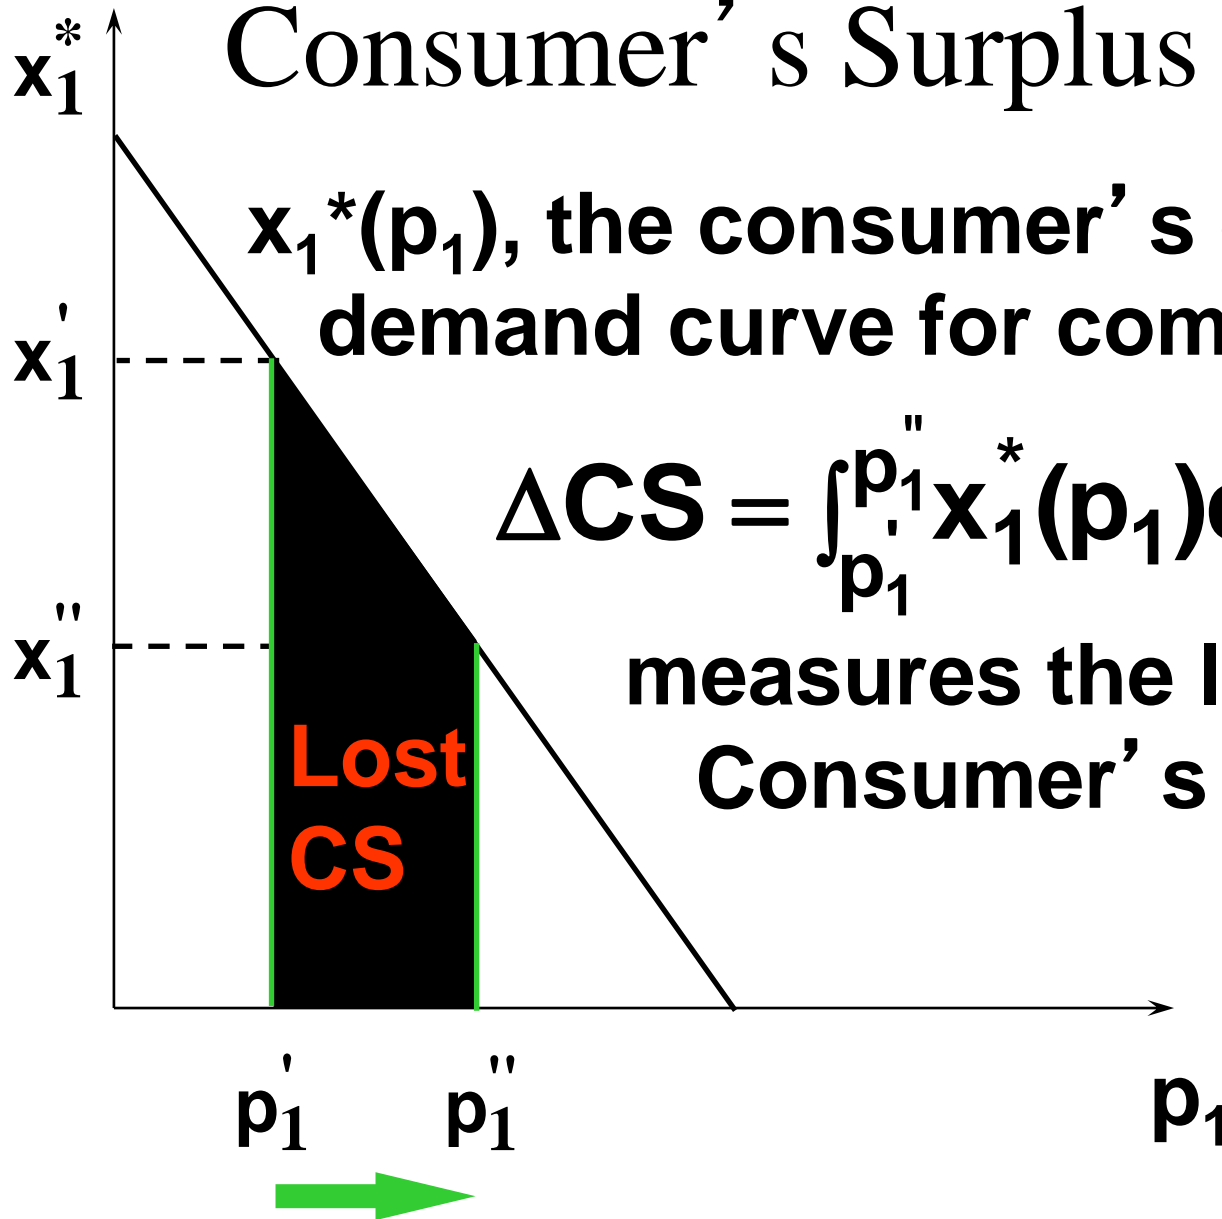 Consumer’s Surplus
x₁*
x₁*(p₁), the consumer’s
demand curve for com
x₁'
ΔCS = ∫p₁'p₁'' x₁*(p₁)
x₁''
measures the l
Consumer’s
Lost
CS
p₁' p₁'' p₁